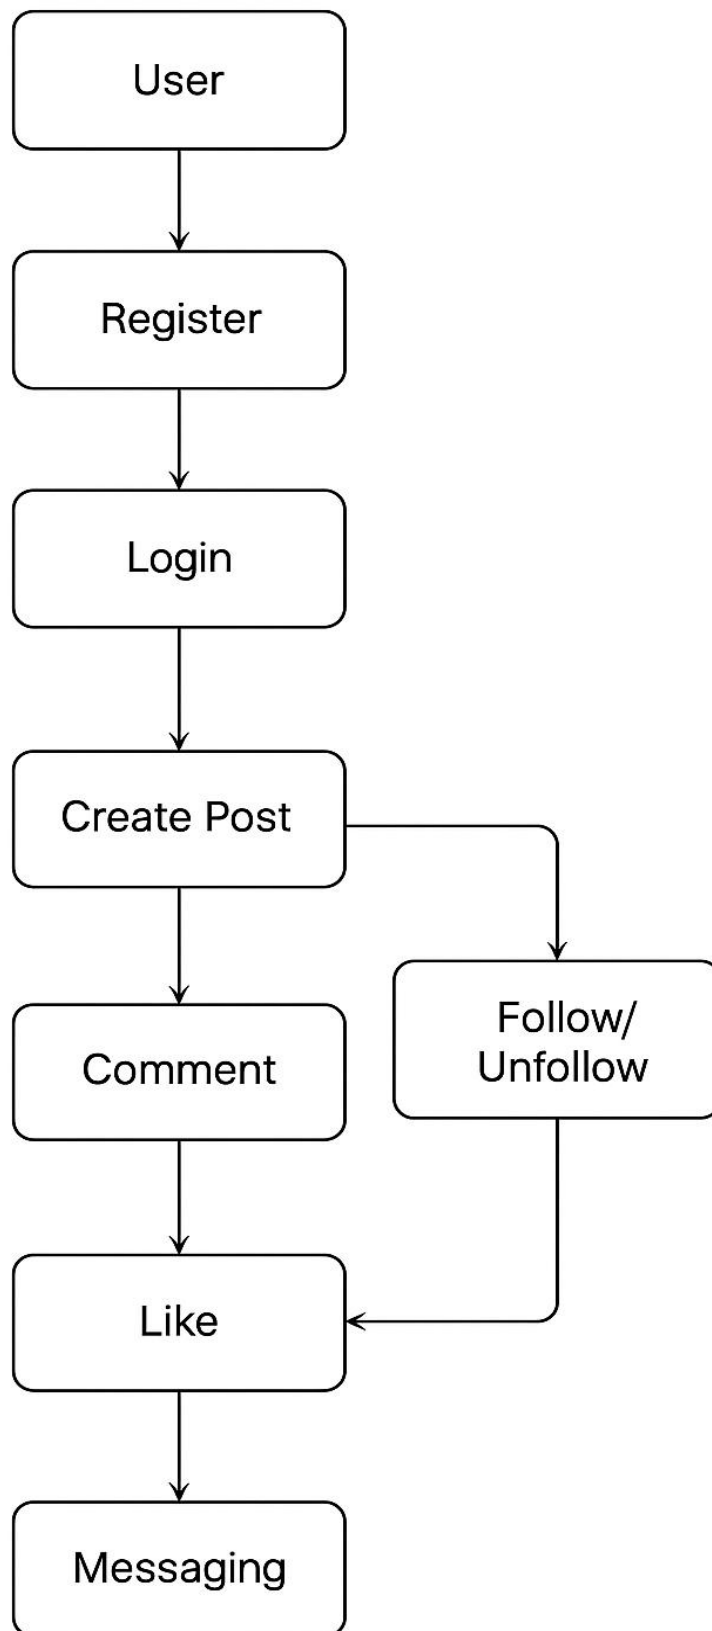 User
Register
Login
Create Post
Follow/
Unfollow
Comment
Like
Messaging